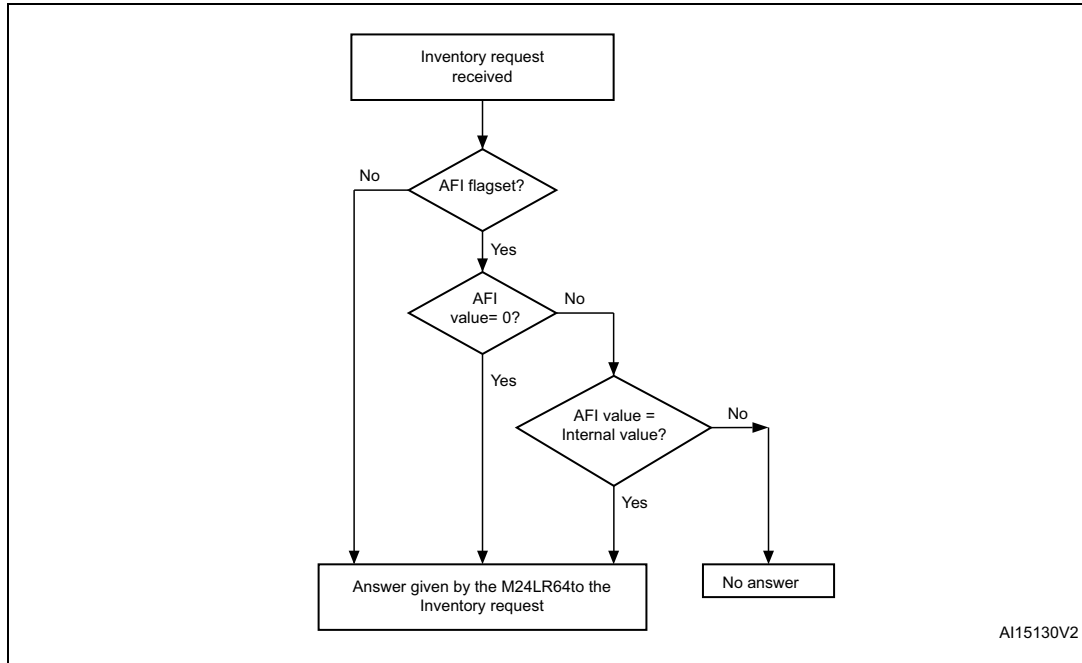 Inventory request
received
No
AFI flagset?
Yes
AFI
value= 0?
No
Yes
AFI value =
Internal value?
No
Yes
Answer given by the M24LR64to the
Inventory request
No answer
AI15130V2